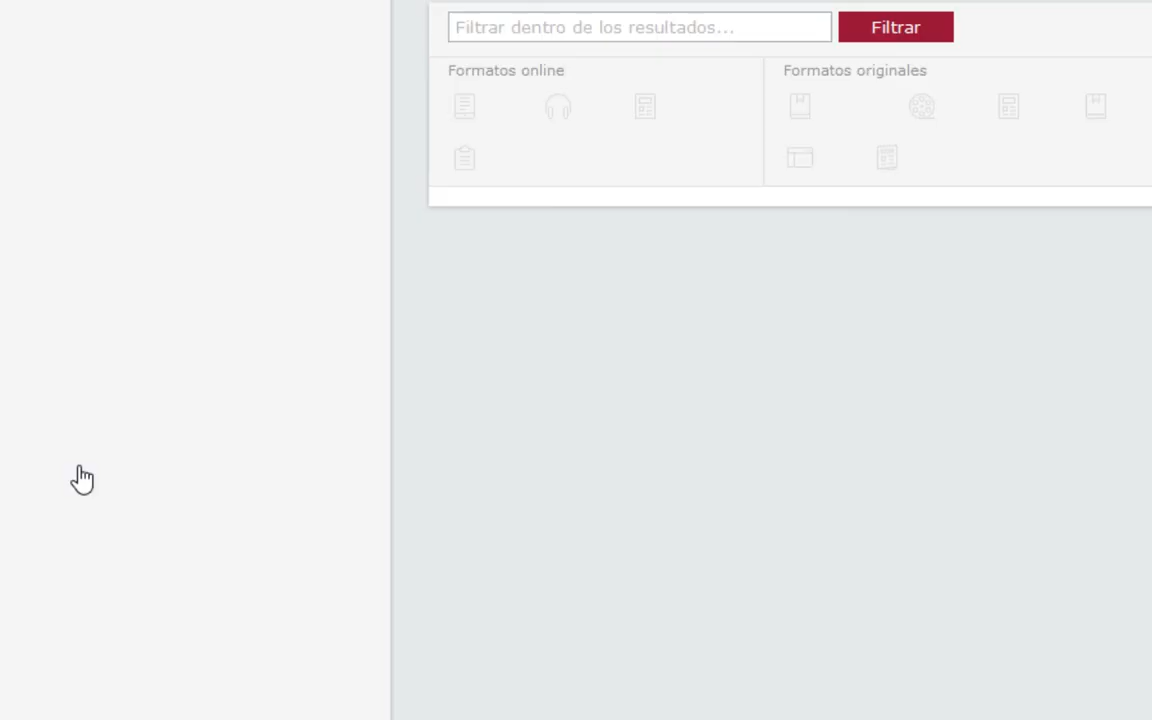 Filtrar dentro de los resultados...
Filtrar
Formatos online
Formatos originales